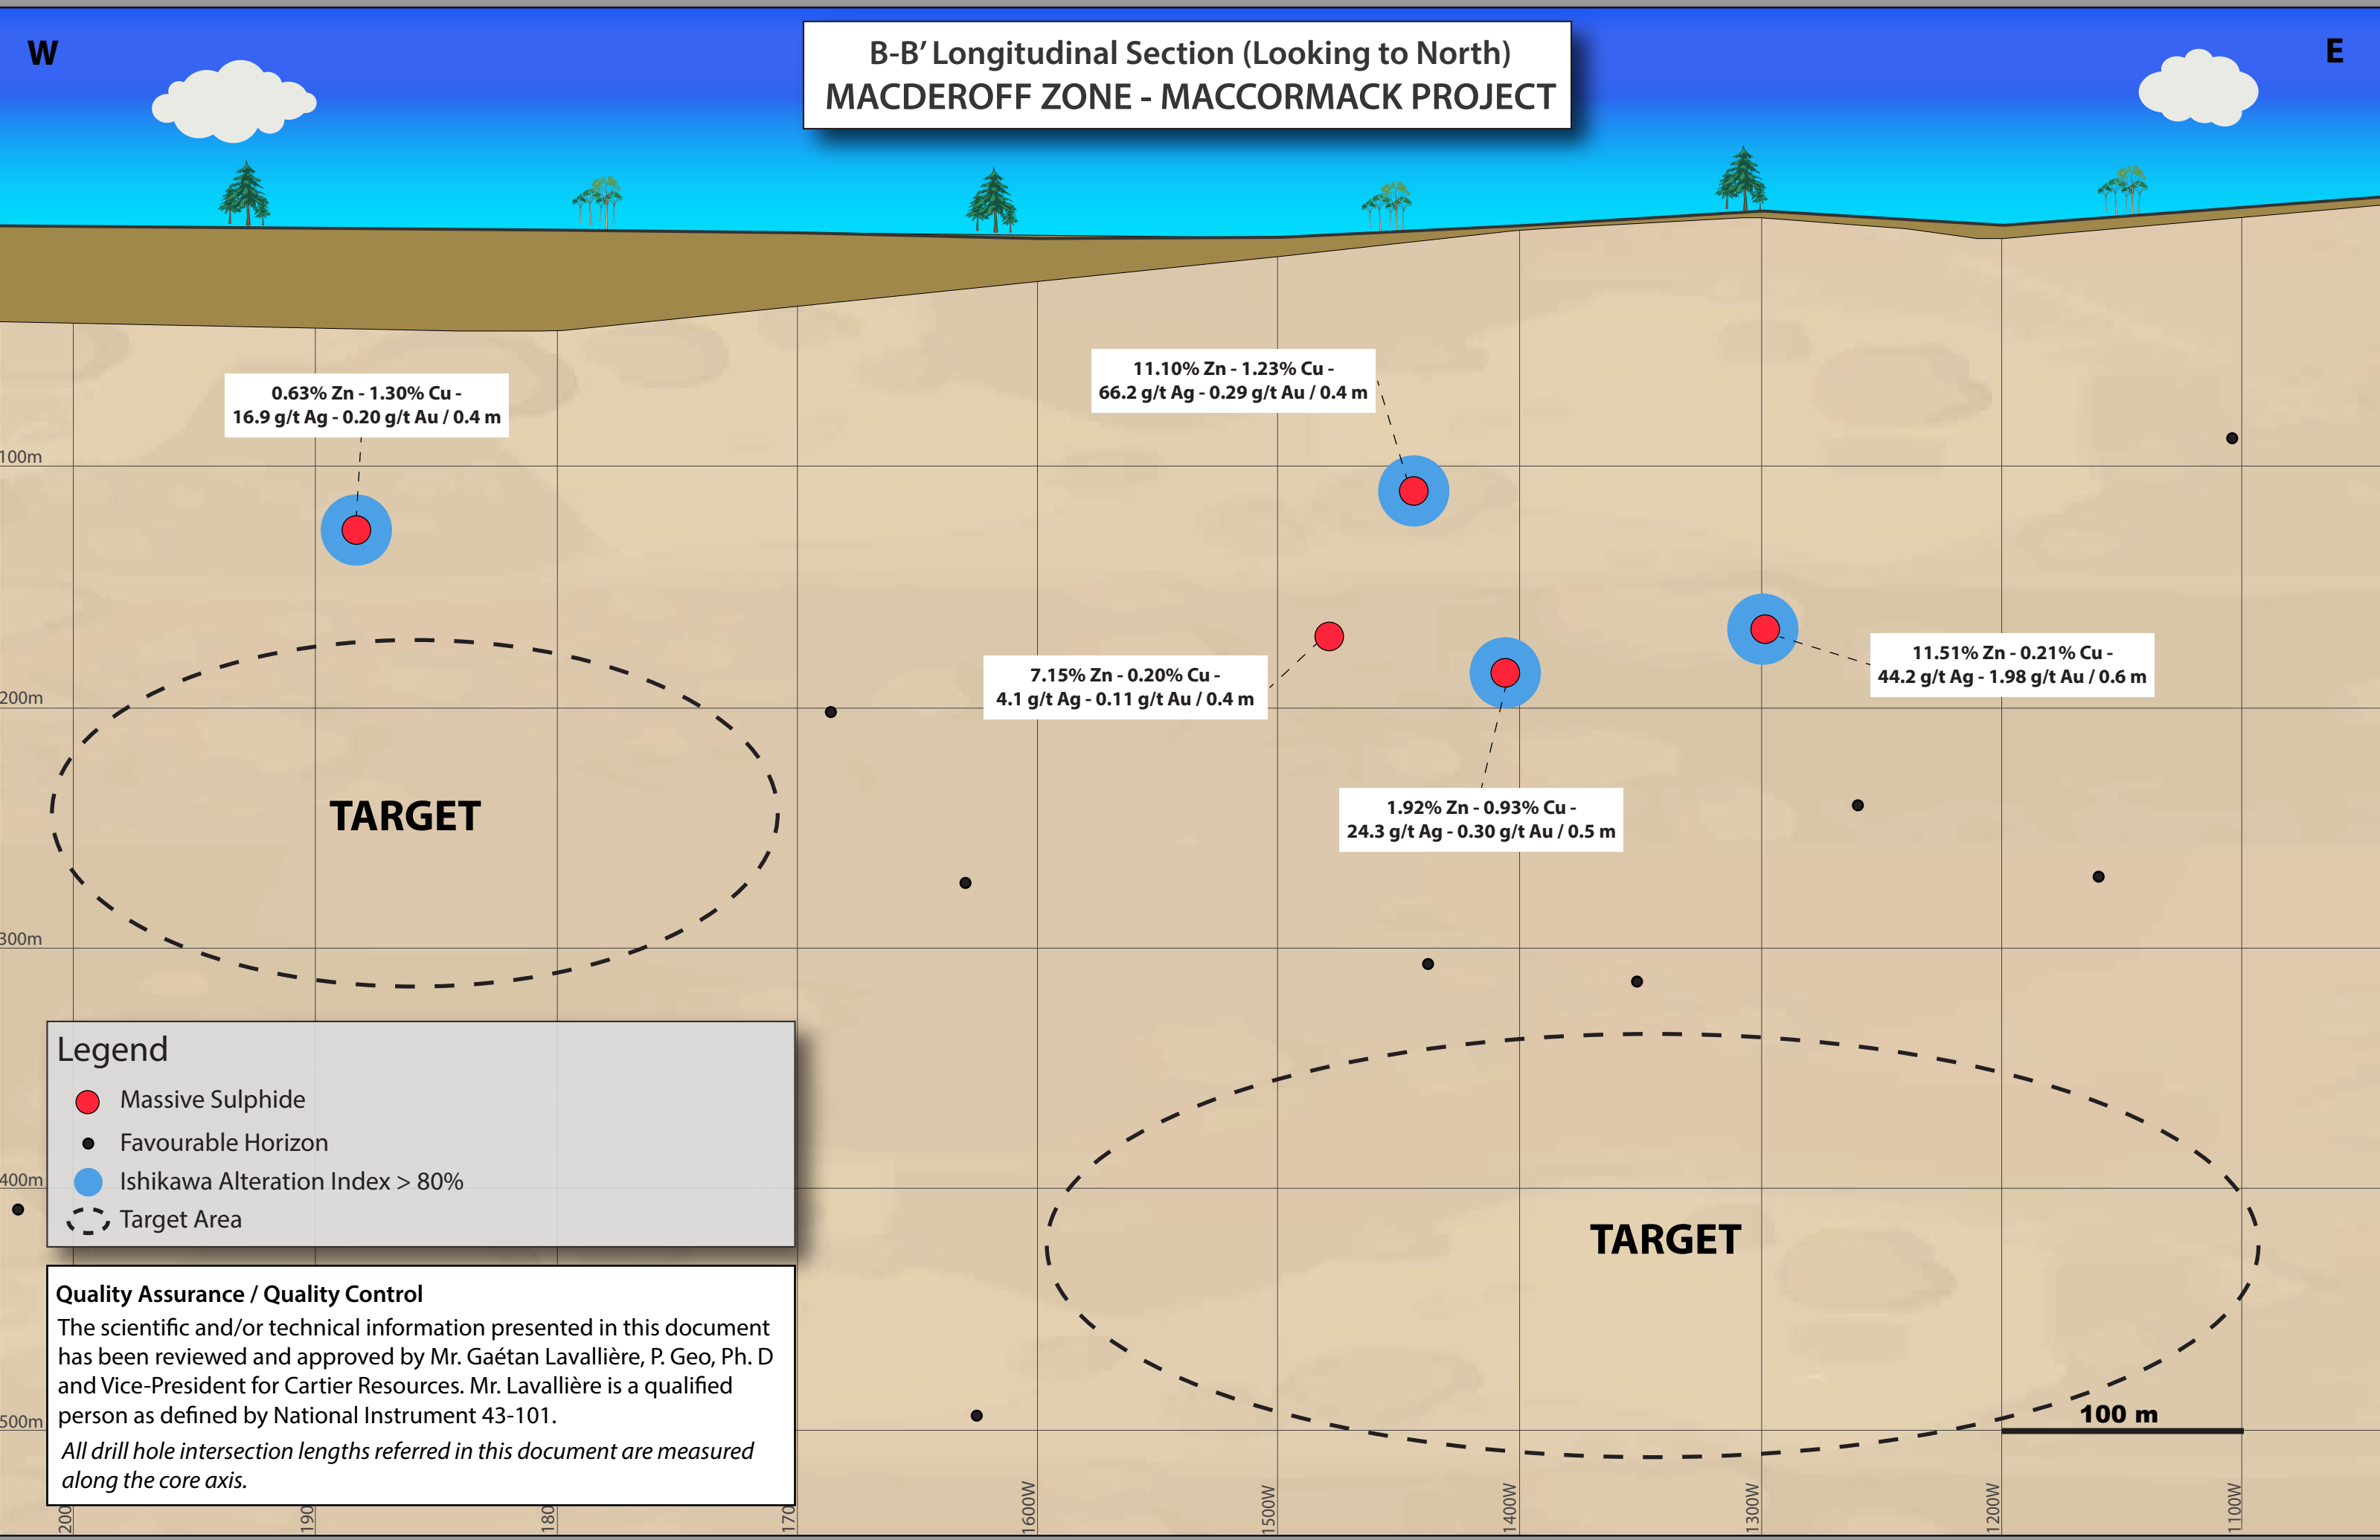 W
B-B’ Longitudinal Section (Looking to North)
MACDEROFF ZONE - MACCORMACK PROJECT
E
11.10% Zn - 1.23% Cu -
66.2 g/t Ag - 0.29 g/t Au / 0.4 m
0.63% Zn - 1.30% Cu -
16.9 g/t Ag - 0.20 g/t Au / 0.4 m
100m
11.51% Zn - 0.21% Cu -
44.2 g/t Ag - 1.98 g/t Au / 0.6 m
7.15% Zn - 0.20% Cu -
4.1 g/t Ag - 0.11 g/t Au / 0.4 m
200m
1.92% Zn - 0.93% Cu -
24.3 g/t Ag - 0.30 g/t Au / 0.5 m
TARGET
300m
Legend
Massive Sulphide
Favourable Horizon
Ishikawa Alteration Index > 80%
Target Area
400m
TARGET
Quality Assurance / Quality Control
The scientific and/or technical information presented in this document
has been reviewed and approved by Mr. Gaétan Lavallière, P. Geo, Ph. D
and Vice-President for Cartier Resources. Mr. Lavallière is a qualified
person as defined by National Instrument 43-101.
All drill hole intersection lengths referred in this document are measured
along the core axis.
500m
100 m
200
190
180
170
1600W
1500W
1400W
1300W
1200W
1100W